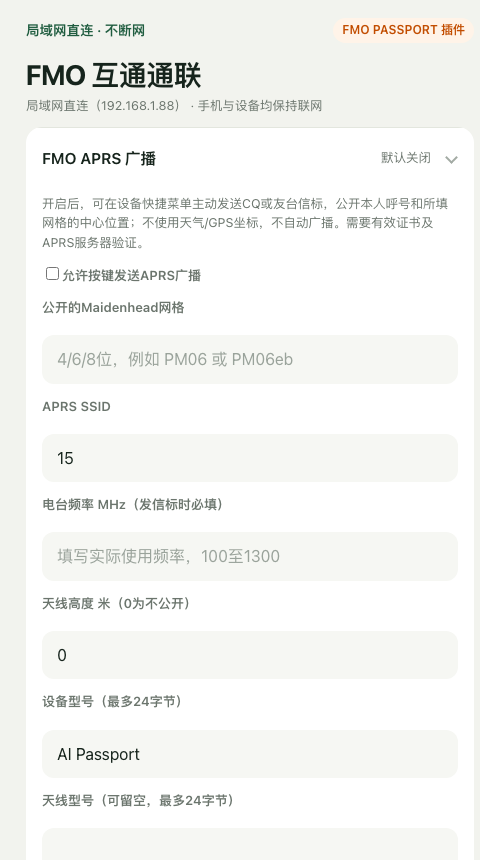 局域网直连 · 不断网
FMO PASSPORT 插件
FMO 互通通联
局域网直连（192.168.1.88） · 手机与设备均保持联网
FMO APRS 广播
默认关闭
开启后，可在设备快捷菜单主动发送CQ或友台信标，公开本人呼号和所填
网格的中心位置；不使用天气/GPS坐标，不自动广播。需要有效证书及
APRS服务器验证。
允许按键发送APRS广播
公开的Maidenhead网格
4/6/8位，例如 PM06 或 PM06eb
APRS SSID
15
电台频率 MHz（发信标时必填）
填写实际使用频率，100至1300
天线高度 米（0为不公开）
0
设备型号（最多24字节）
AI Passport
天线型号（可留空，最多24字节）